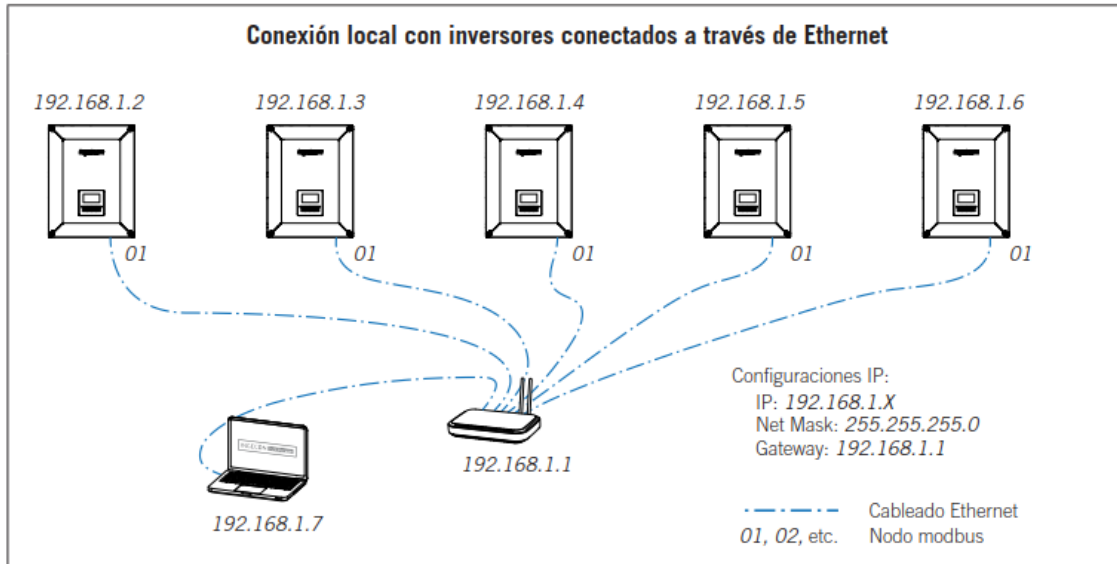 Conexión local con inversores conectados a través de Ethernet
192.168.1.2 192.168.1.3 192.168.1.4 192.168.1.5 192.168.1.6
01 01 01 01 01
Configuraciones IP:
IP: 192.168.1.X
Net Mask: 255.255.255.0
Gateway: 192.168.1.1
192.168.1.1
192.168.1.7
Cableado Ethernet
01, 02, etc. Nodo modbus